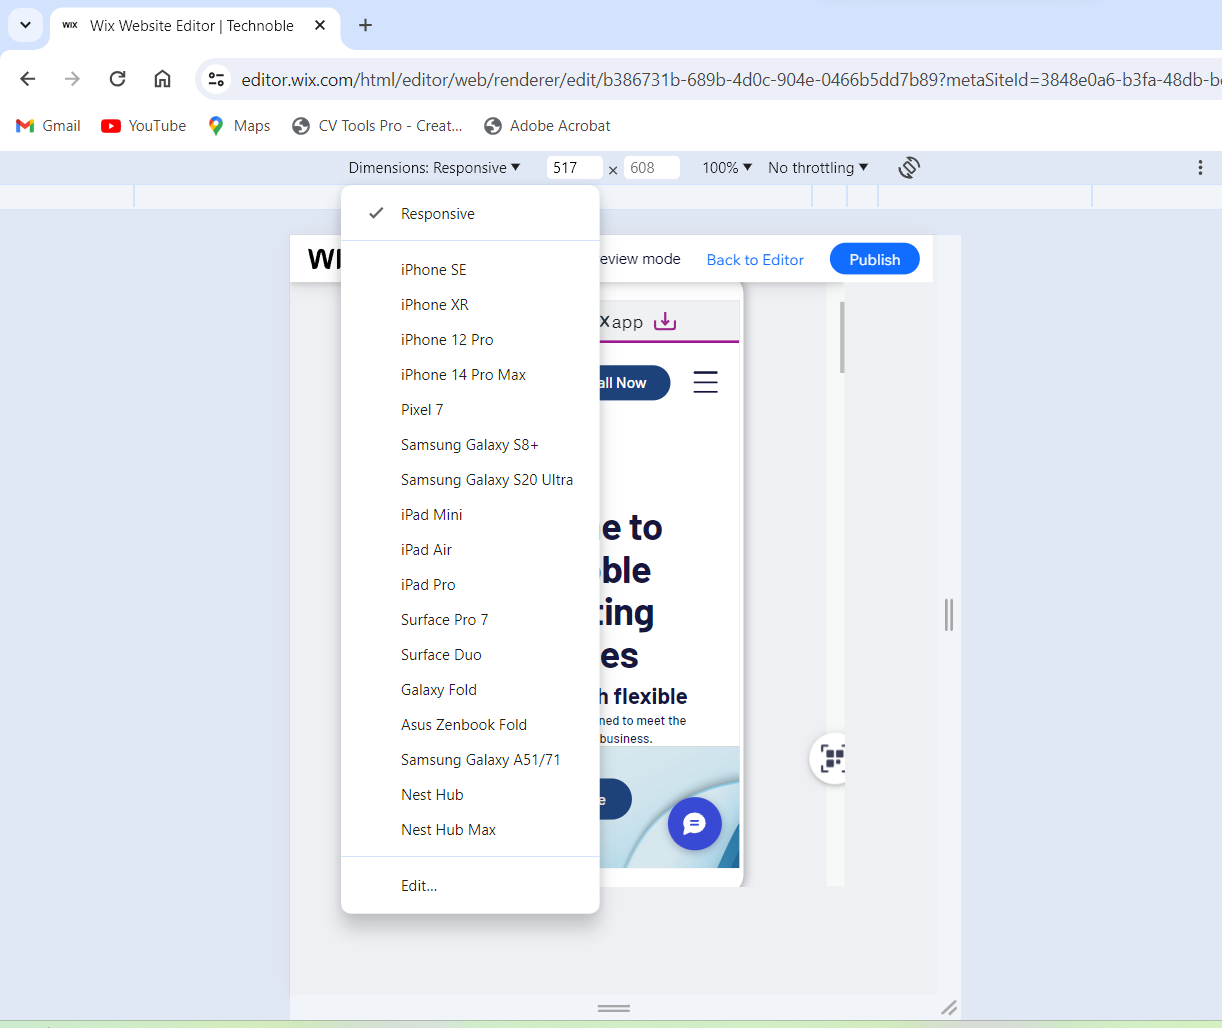 WIX Wix Website Editor | Technoble
editor.wix.com/html/editor/web/renderer/edit/b386731b-689b-4d0c-904e-0466b5dd7b89?metaSiteId=3848e0a6-b3fa-48db-b
Gmail YouTube Maps CV Tools Pro - Creat... Adobe Acrobat
Dimensions: Responsive 517 × 608 100% No throttling
Responsive
iPhone SE
iPhone XR
iPhone 12 Pro
iPhone 14 Pro Max
Pixel 7
Samsung Galaxy S8+
Samsung Galaxy S20 Ultra
iPad Mini
iPad Air
iPad Pro
Surface Pro 7
Surface Duo
Galaxy Fold
Asus Zenbook Fold
Samsung Galaxy A51/71
Nest Hub
Nest Hub Max
Edit...
WI eview mode Back to Editor Publish
X app
all Now
e to
ble
ting
es
h flexible
ned to meet the
business.
e